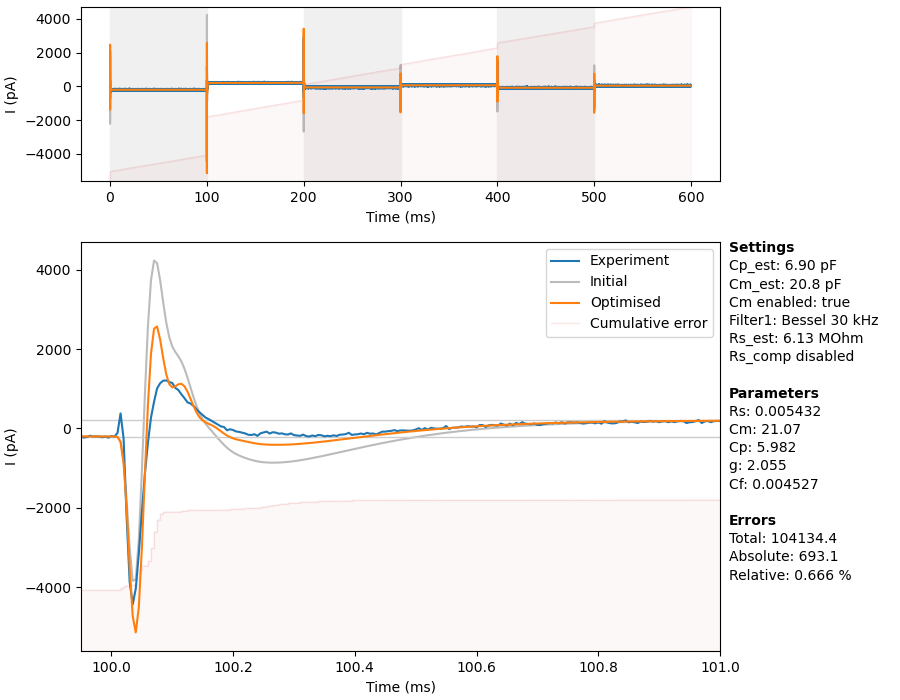 4000
2000
0
−2000
−4000
I (pA)
0 100 200 300 400 500 600
Time (ms)
4000
2000
0
−2000
−4000
I (pA)
100.0 100.2 100.4 100.6 100.8 101.0
Time (ms)
Experiment
Initial
Optimised
Cumulative error
Settings
Cp_est: 6.90 pF
Cm_est: 20.8 pF
Cm enabled: true
Filter1: Bessel 30 kHz
Rs_est: 6.13 MOhm
Rs_comp disabled
Parameters
Rs: 0.005432
Cm: 21.07
Cp: 5.982
g: 2.055
Cf: 0.004527
Errors
Total: 104134.4
Absolute: 693.1
Relative: 0.666 %